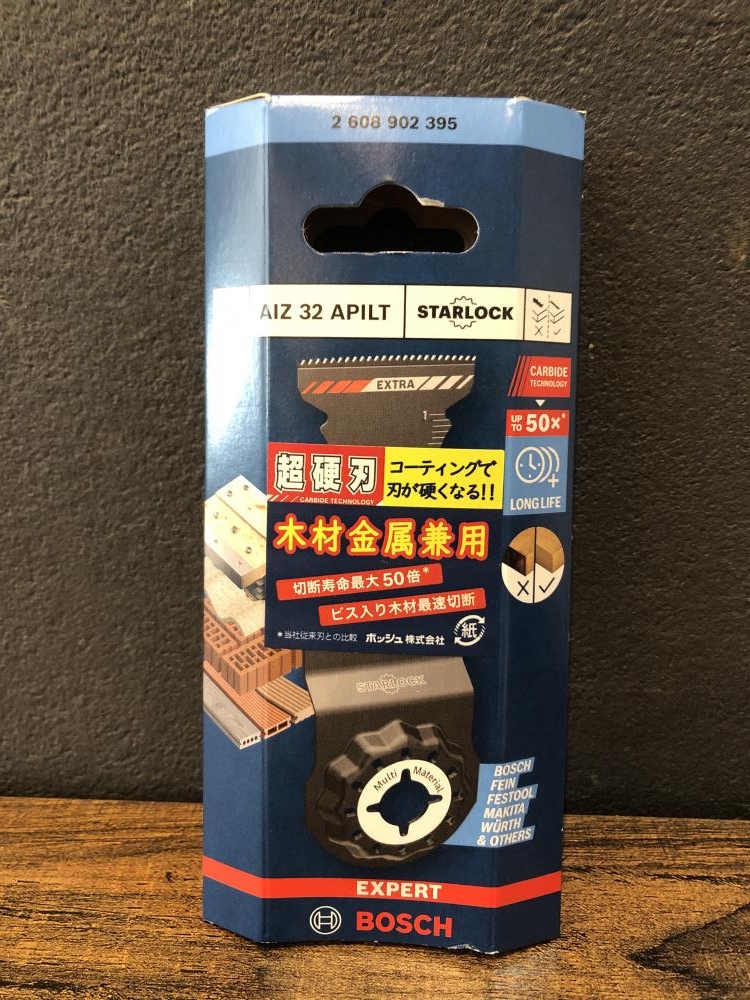 2 608 902 395
AIZ 32 APILT
STARLOCK
EXTRA
1
CARBIDE
TECHNOLOGY
UP TO 50×*
LONG LIFE
超硬刃
CARBIDE TECHNOLOGY
コーティングで
刃が硬くなる!!
木材金属兼用
切断寿命最大50倍*
ビス入り木材最速切断
*当社従来刃との比較 ボッシュ株式会社
紙
STARLOCK
Multi Material
BOSCH
FEIN
FESTOOL
MAKITA
WÜRTH
& OTHERS
EXPERT
BOSCH